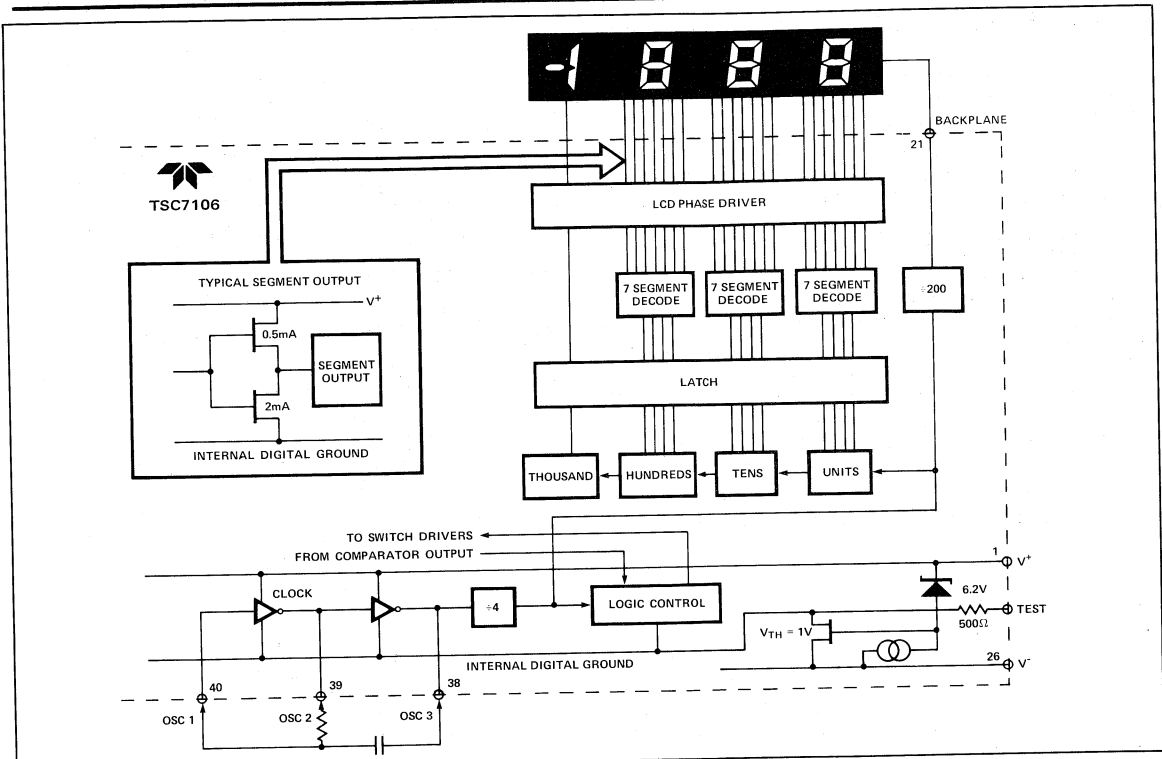 -1 8 8 8
BACKPLANE
21
TSC7106
LCD PHASE DRIVER
TYPICAL SEGMENT OUTPUT
V+
0.5mA
SEGMENT
OUTPUT
2mA
INTERNAL DIGITAL GROUND
7 SEGMENT
DECODE
7 SEGMENT
DECODE
7 SEGMENT
DECODE
÷200
LATCH
THOUSAND
HUNDREDS
TENS
UNITS
TO SWITCH DRIVERS
FROM COMPARATOR OUTPUT
1
V+
CLOCK
÷4
LOGIC CONTROL
6.2V
TEST
500Ω
VTH = 1V
INTERNAL DIGITAL GROUND
26
V-
40
39
38
OSC 1
OSC 2
OSC 3